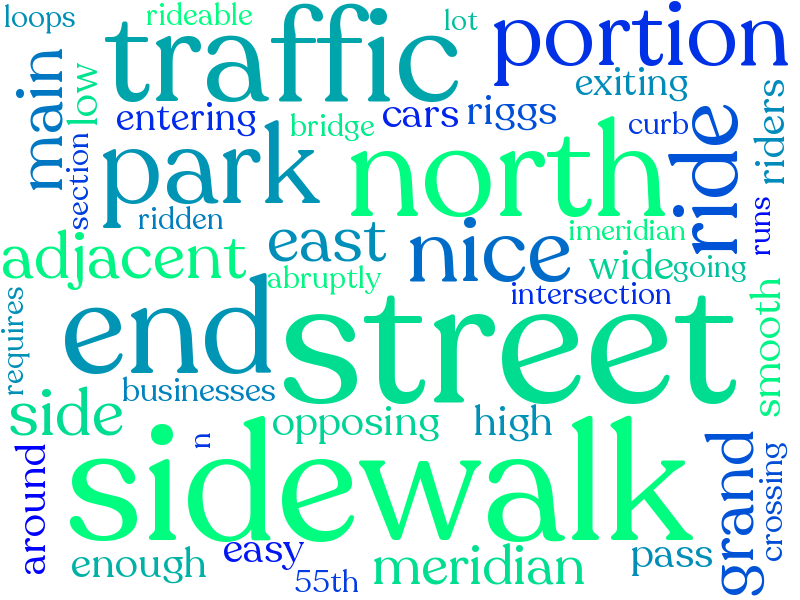 loops
rideable
traffic
lot
portion
main
low
entering
cars
riggs
exiting
bridge
curb
riders
section
park
north
ride
ridden
adjacent
east
nice
imeridian
runs
abruptly
wide
going
intersection
requires
end
street
smooth
businesses
side
opposing
high
n
sidewalk
around
grand
crossing
enough
easy
55th
meridian
pass